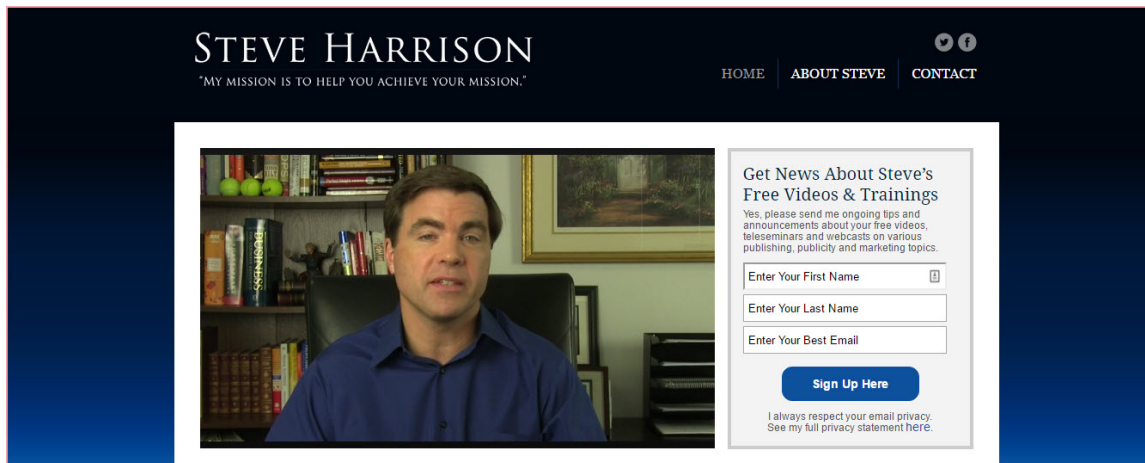 STEVE HARRISON
"MY MISSION IS TO HELP YOU ACHIEVE YOUR MISSION."
HOME
ABOUT STEVE
CONTACT
BUSINESS
Get News About Steve's
Free Videos & Trainings
Yes, please send me ongoing tips and
announcements about your free videos,
teleseminars and webcasts on various
publishing, publicity and marketing topics.
Enter Your First Name
Enter Your Last Name
Enter Your Best Email
Sign Up Here
I always respect your email privacy.
See my full privacy statement here.